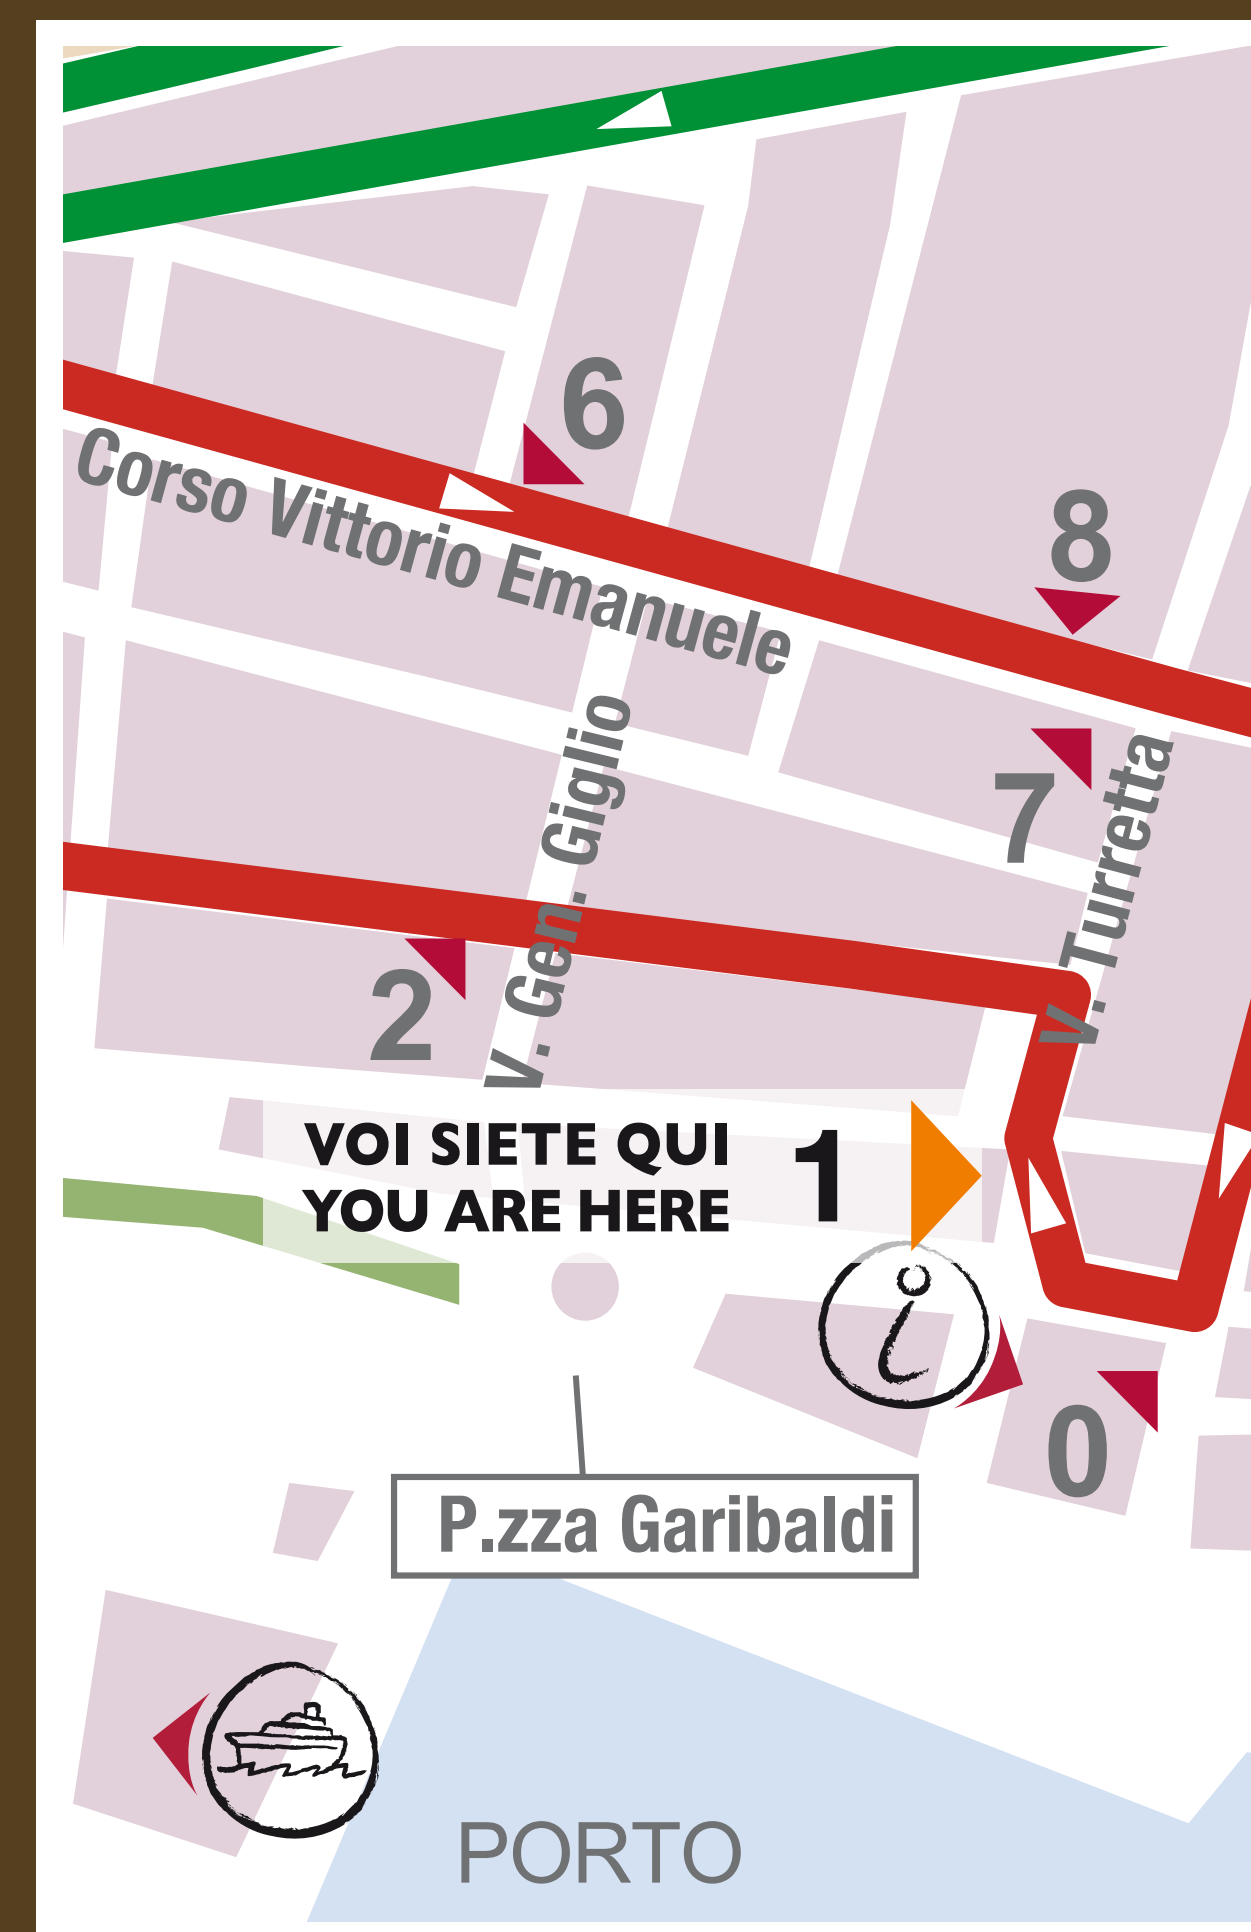 6
Corso Vittorio Emanuele
8
7
V. Gen. Giglio
V. Turretta
2
VOI SIETE QUI
YOU ARE HERE
1
i
0
P.zza Garibaldi
PORTO